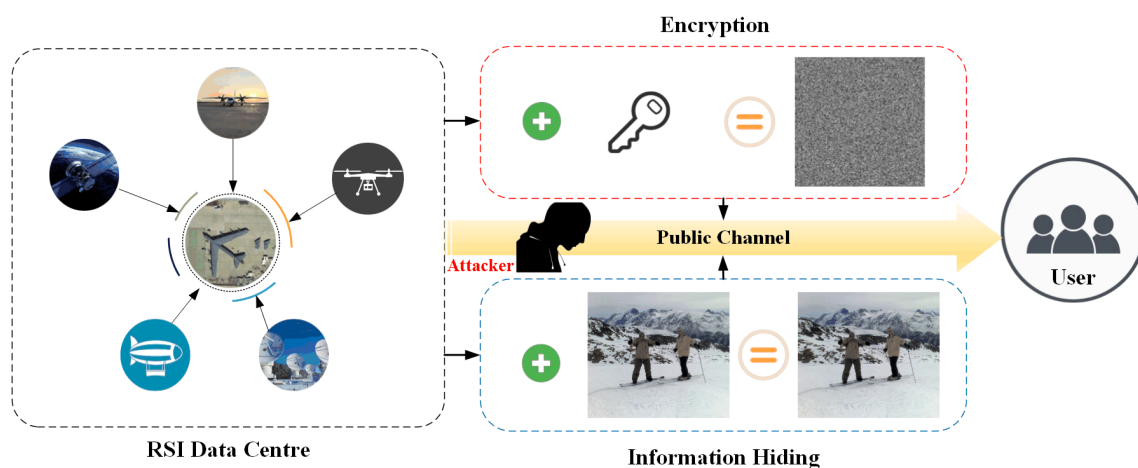 Encryption
Public Channel
Attacker
User
RSI Data Centre
Information Hiding